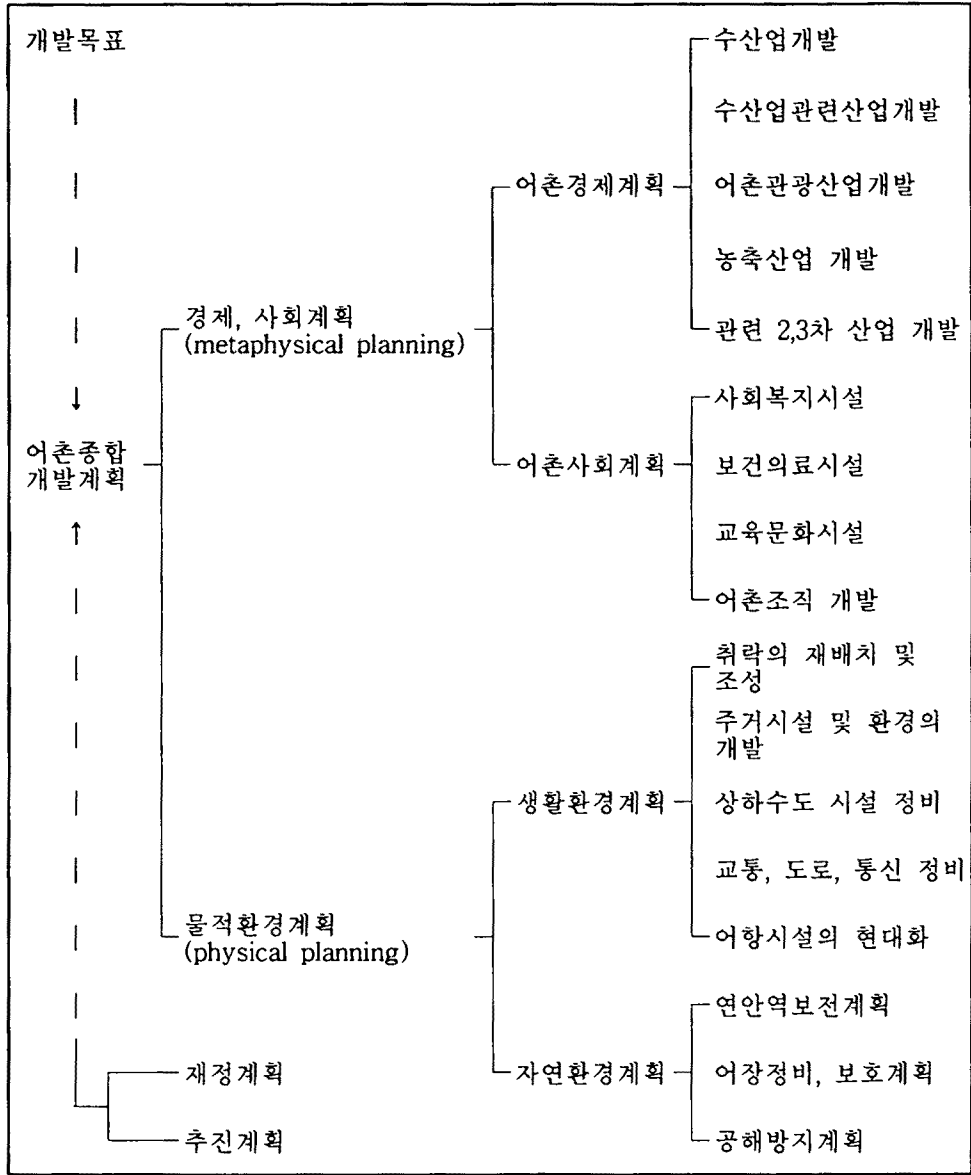 개발목표
수산업개발
수산업관련산업개발
어촌경제계획
어촌관광산업개발
농축산업 개발
경제, 사회계획
(metaphysical planning)
관련 2,3차 산업 개발
사회복지시설
어촌종합
개발계획
어촌사회계획
보건의료시설
교육문화시설
어촌조직 개발
취락의 재배치 및
조성
주거시설 및 환경의
개발
생활환경계획
상하수도 시설 정비
교통, 도로, 통신 정비
물적환경계획
(physical planning)
어항시설의 현대화
연안역보전계획
재정계획
자연환경계획
어장정비, 보호계획
추진계획
공해방지계획